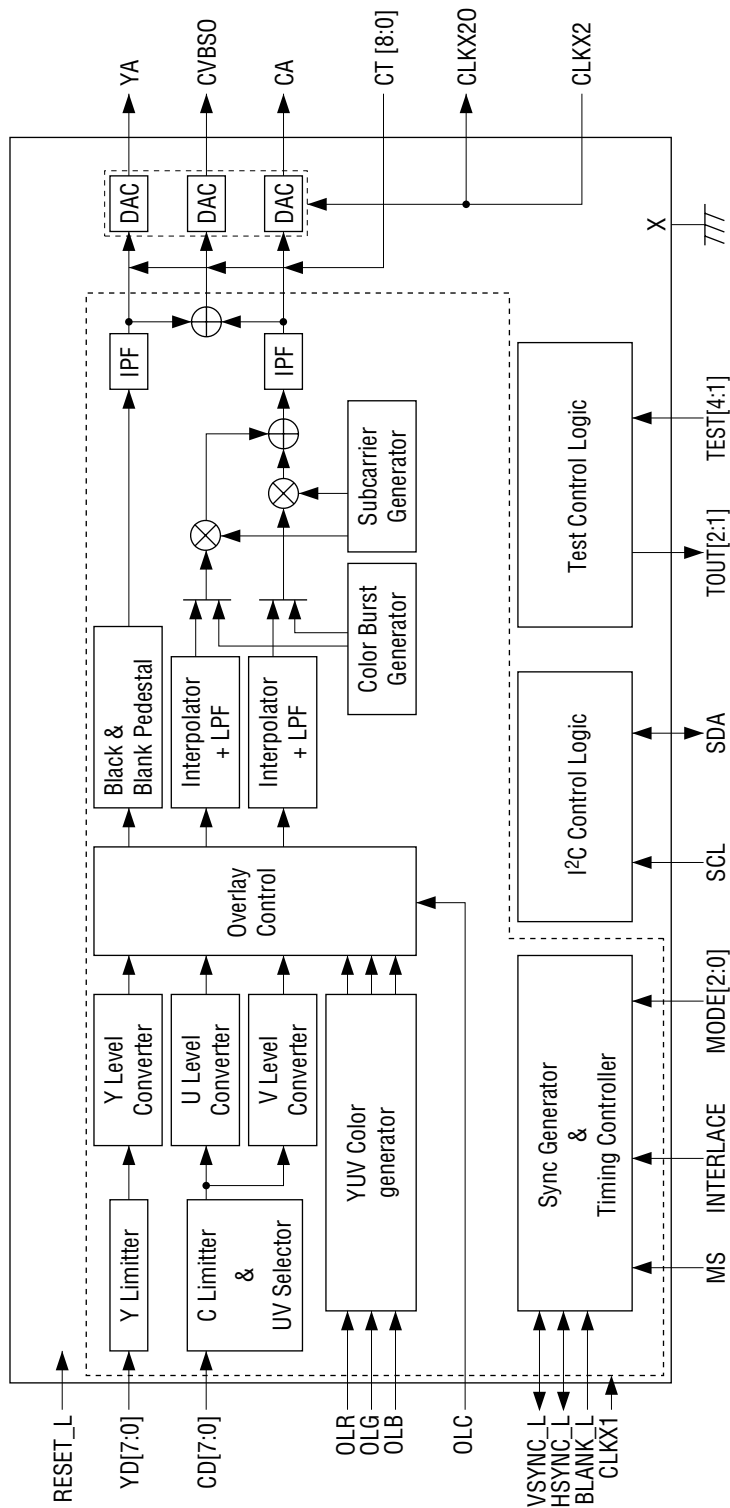 RESET_L
YD[7:0]
CD[7:0]
OLR
OLG
OLB
OLC
VSYNC_L
HSYNC_L
BLANK_L
CLKX1
Y Limitter
C Limitter
&
UV Selector
Y Level
Converter
U Level
Converter
V Level
Converter
YUV Color
generator
Overlay
Control
Black &
Blank Pedestal
Interpolator
+ LPF
Interpolator
+ LPF
Color Burst
Generator
Subcarrier
Generator
IPF
IPF
DAC
DAC
DAC
YA
CVBSO
CA
CT [8:0]
CLKX2O
CLKX2
Sync Generator
&
Timing Controller
I²C Control Logic
Test Control Logic
X
MS
INTERLACE
MODE[2:0]
SCL
SDA
TOUT[2:1]
TEST[4:1]